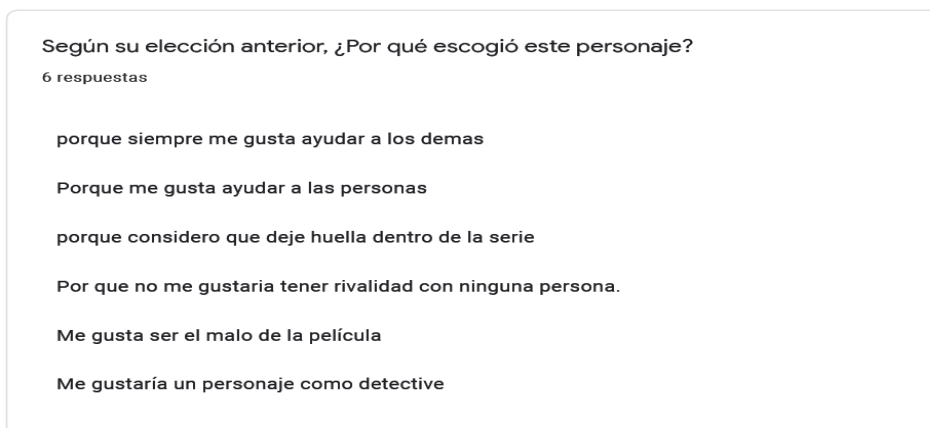 Según su elección anterior, ¿Por qué escogió este personaje?
6 respuestas
porque siempre me gusta ayudar a los demas
Porque me gusta ayudar a las personas
porque considero que deje huella dentro de la serie
Por que no me gustaria tener rivalidad con ninguna persona.
Me gusta ser el malo de la película
Me gustaría un personaje como detective